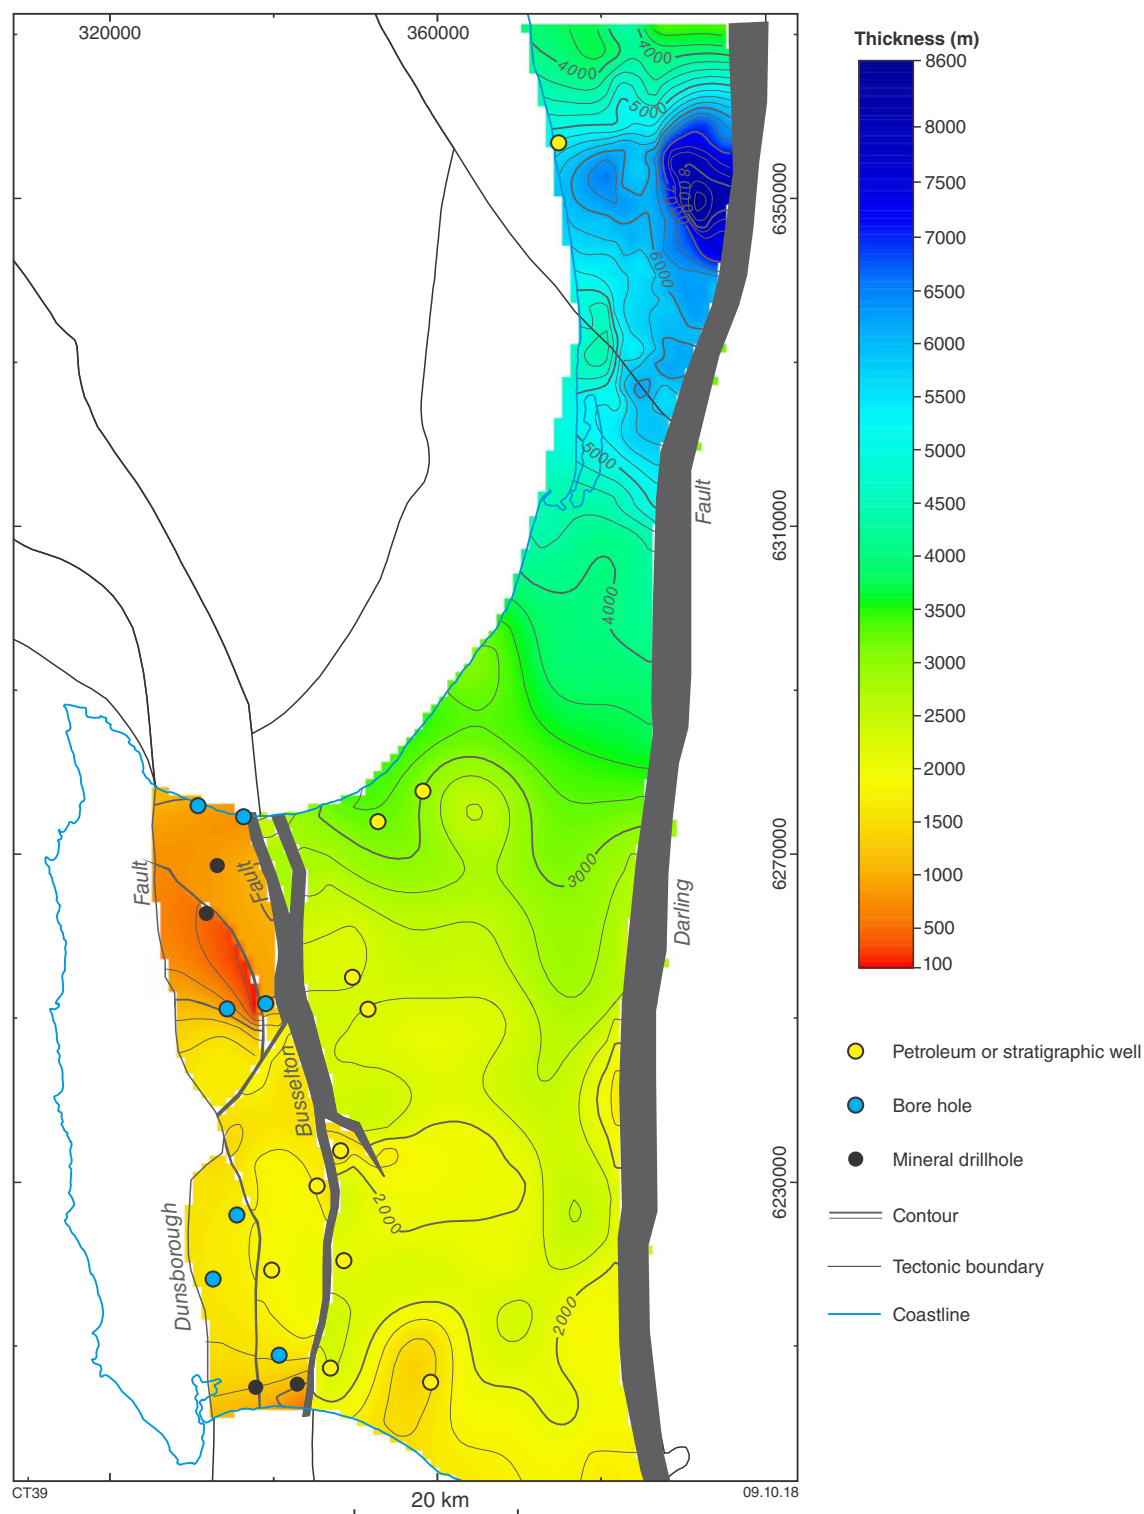 320000
360000
Thickness (m)
8600
8000
7500
7000
6500
6000
5500
5000
4500
4000
3500
3000
2500
2000
1500
1000
500
100
4000
4000
5000
8000
7000
6000
5000
4000
3000
2000
2000
6350000
6310000
6270000
6230000
Fault
Darling
Fault
Fault
Busselton
Dunsborough
Petroleum or stratigraphic well
Bore hole
Mineral drillhole
Contour
Tectonic boundary
Coastline
CT39
20 km
09.10.18